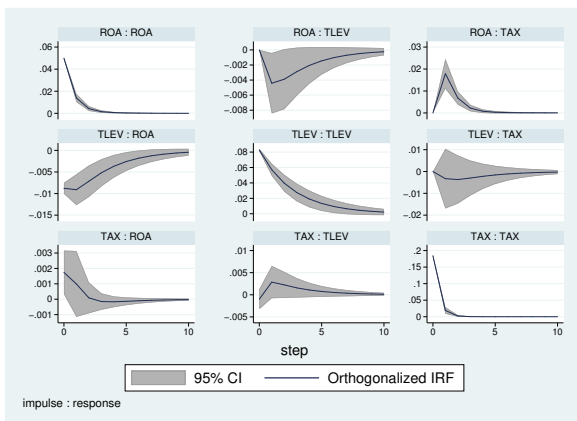 ROA : ROA
ROA : TLEV
ROA : TAX
.06
.04
.02
0
0
-.002
-.004
-.006
-.008
.03
.02
.01
0
TLEV : ROA
TLEV : TLEV
TLEV : TAX
0
-.005
-.01
-.015
.08
.06
.04
.02
0
.01
0
-.01
-.02
TAX : ROA
TAX : TLEV
TAX : TAX
.003
.002
.001
0
-.001
.01
.005
0
-.005
.2
.15
.1
.05
0
0 5 10
0 5 10
0 5 10
step
95% CI
Orthogonalized IRF
impulse : response